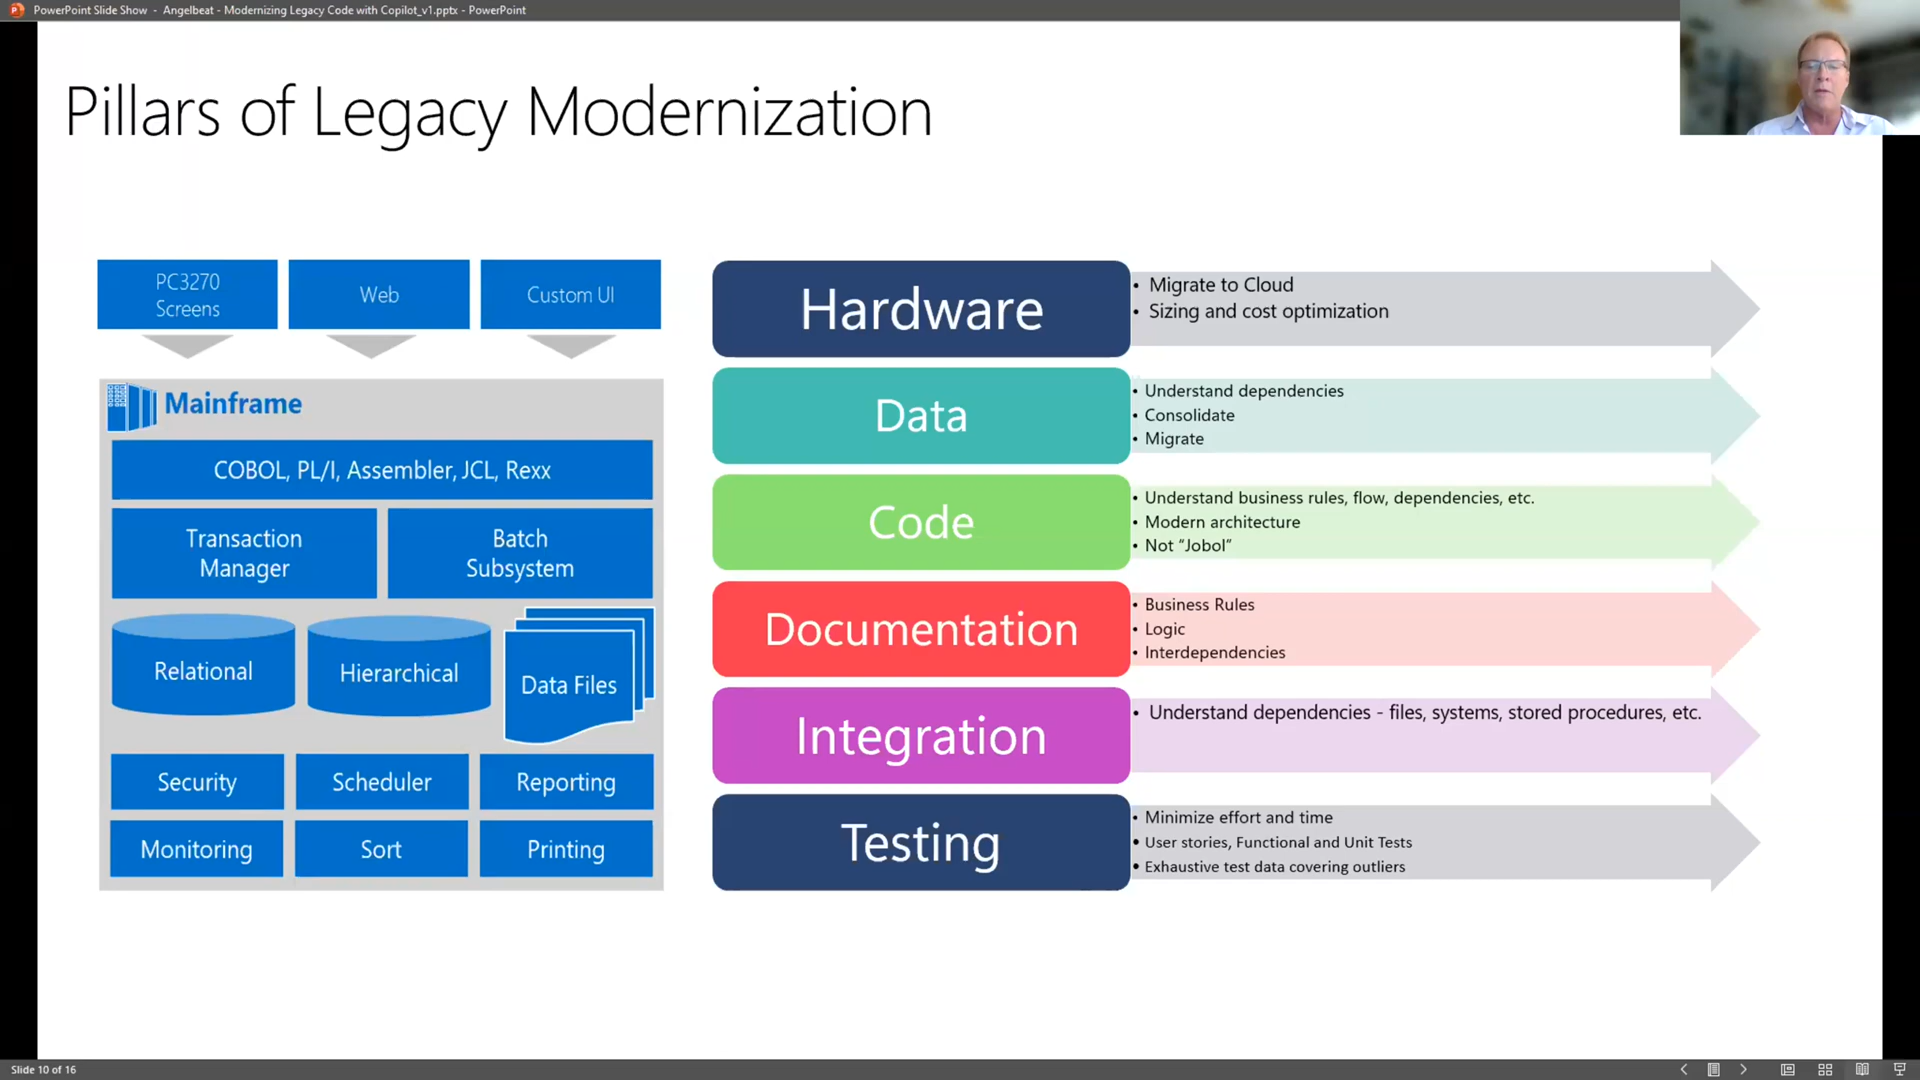 PowerPoint Slide Show - Angelbeat - Modernizing Legacy Code with Copilot_v1.pptx - PowerPoint
Pillars of Legacy Modernization
PC3270
Screens
Web
Custom UI
Mainframe
COBOL, PL/I, Assembler, JCL, Rexx
Transaction
Manager
Batch
Subsystem
Relational
Hierarchical
Data Files
Security
Scheduler
Reporting
Monitoring
Sort
Printing
Hardware
• Migrate to Cloud
• Sizing and cost optimization
Data
• Understand dependencies
• Consolidate
• Migrate
Code
• Understand business rules, flow, dependencies, etc.
• Modern architecture
• Not “Jobol”
Documentation
• Business Rules
• Logic
• Interdependencies
Integration
• Understand dependencies - files, systems, stored procedures, etc.
Testing
• Minimize effort and time
• User stories, Functional and Unit Tests
• Exhaustive test data covering outliers
Slide 10 of 16